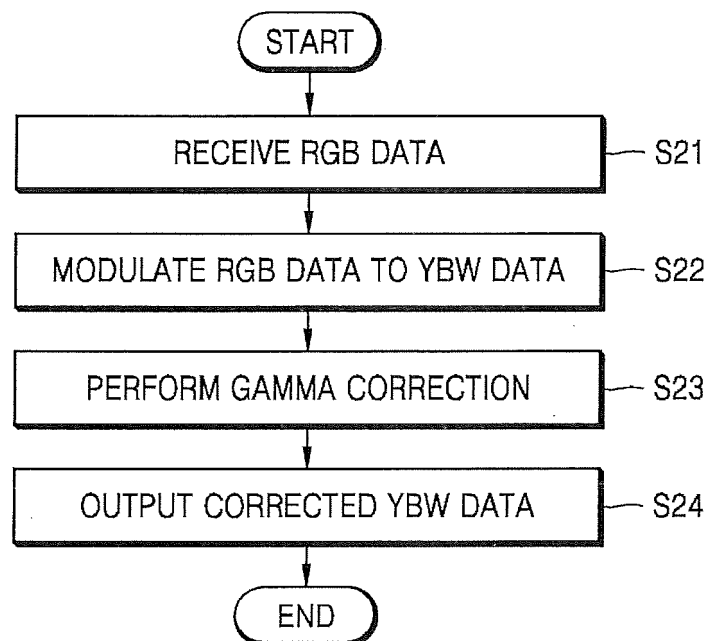 START
RECEIVE RGB DATA S21
MODULATE RGB DATA TO YBW DATA S22
PERFORM GAMMA CORRECTION S23
OUTPUT CORRECTED YBW DATA S24
END